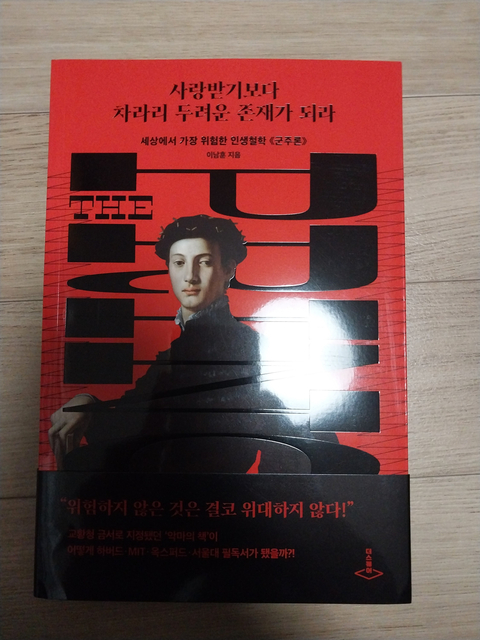 사랑받기보다
차라리 두려운 존재가 되라
세상에서 가장 위험한 인생철학 《군주론》
이남훈 지음
THE
"위험하지 않은 것은 결코 위대하지 않다!"
교황청 금서로 지정됐던 '악마의 책'이
어떻게 하버드·MIT·옥스퍼드·서울대 필독서가 됐을까?!
더스퀘어